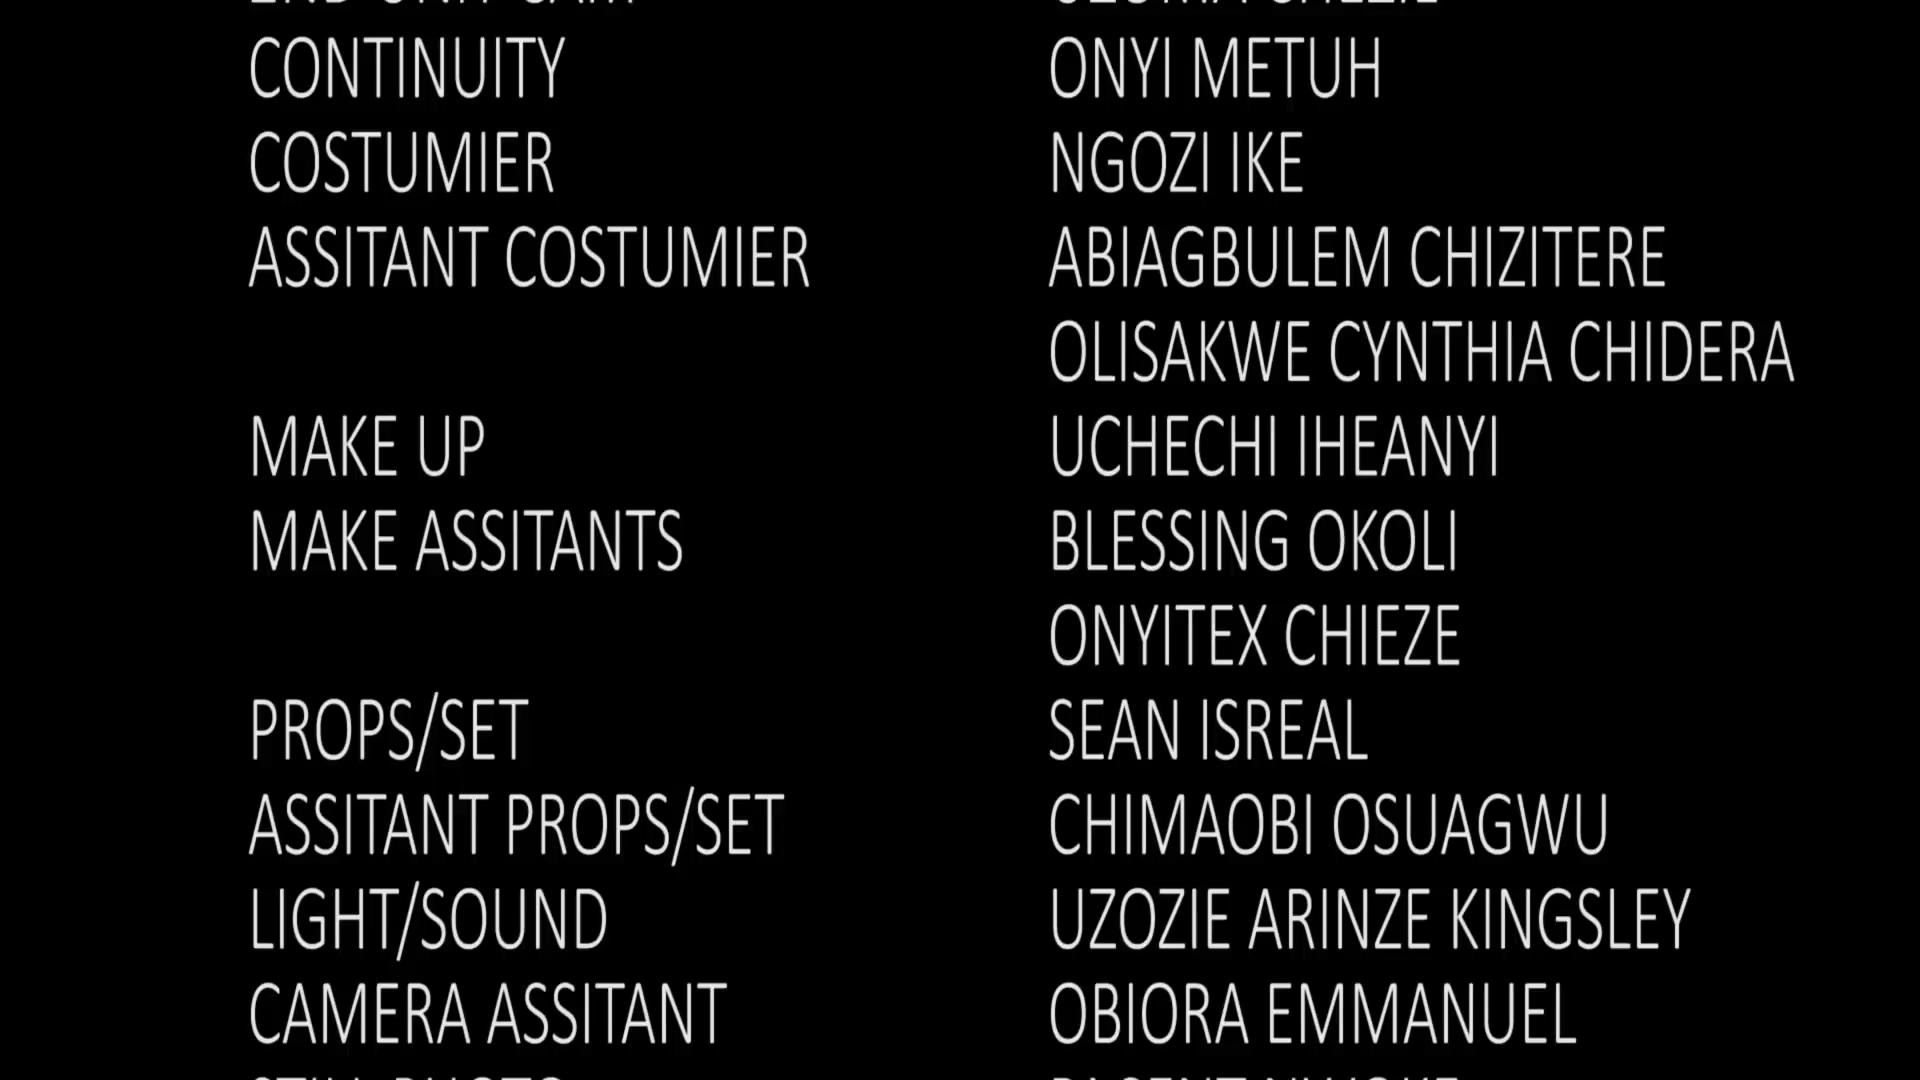 CONTINUITY ONYI METUH
COSTUMIER NGOZI IKE
ASSITANT COSTUMIER ABIAGBULEM CHIZITERE
OLISAKWE CYNTHIA CHIDERA
MAKE UP UCHECHI IHEANYI
MAKE ASSITANTS BLESSING OKOLI
ONYITEX CHIEZE
PROPS/SET SEAN ISREAL
ASSITANT PROPS/SET CHIMAOBI OSUAGWU
LIGHT/SOUND UZOZIE ARINZE KINGSLEY
CAMERA ASSITANT OBIORA EMMANUEL